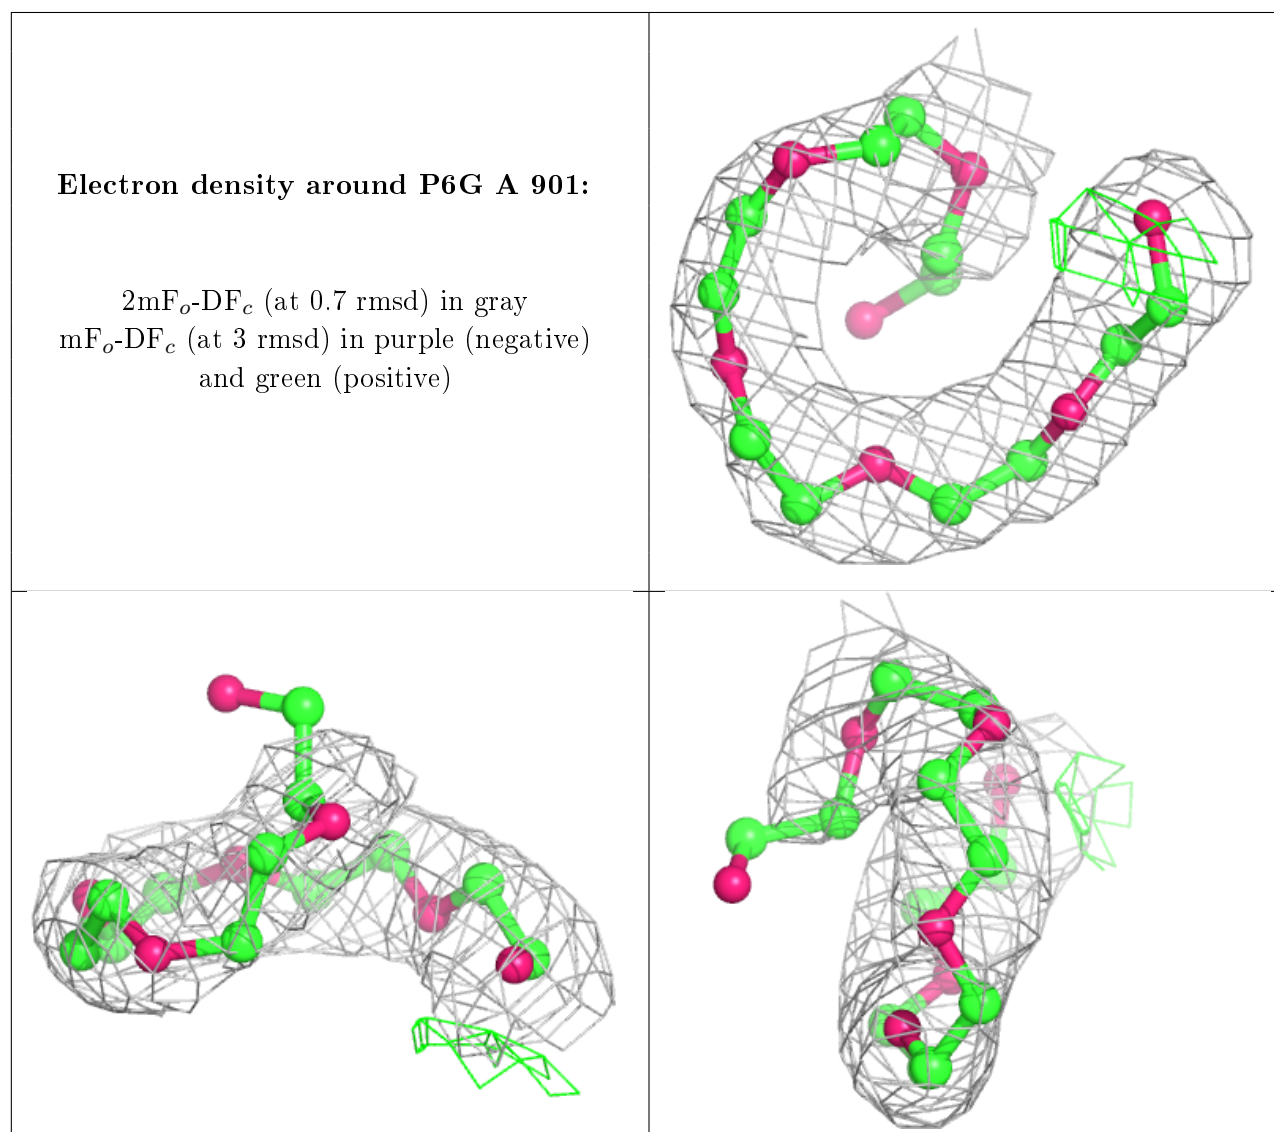 Electron density around P6G A 901:
2mFo-DFc (at 0.7 rmsd) in gray
mFo-DFc (at 3 rmsd) in purple (negative)
and green (positive)